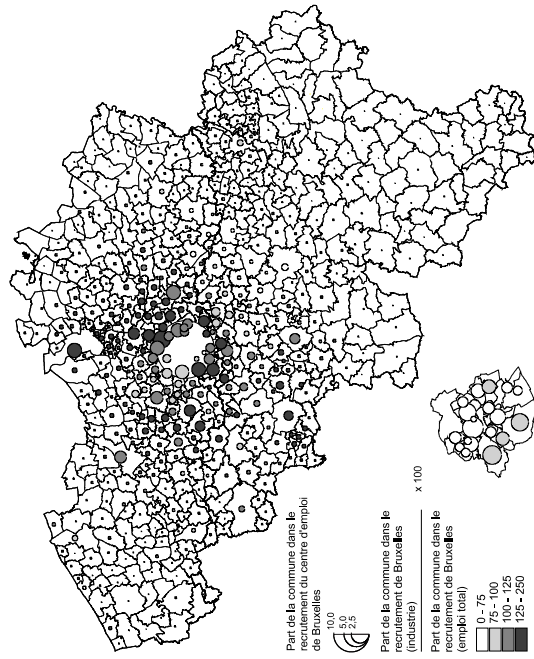 Part de la commune dans le
recrutement du centre d'emploi
de Bruxelles
10,0
5,0
2,5
Part de la commune dans le
recrutement de Bruxelles
(industrie)
x 100
Part de la commune dans le
recrutement de Bruxelles
(emploi total)
0 - 75
75 - 100
100 - 125
125 - 250